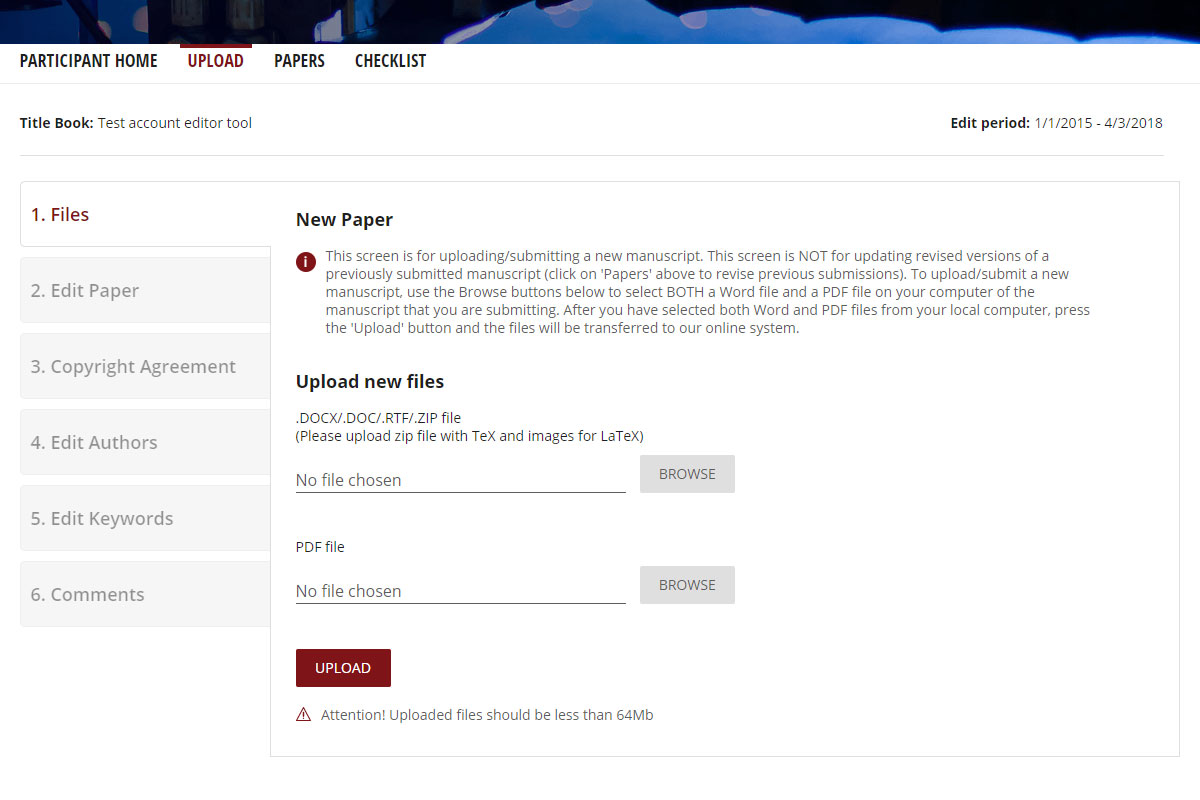 PARTICIPANT HOME UPLOAD PAPERS CHECKLIST
Title Book: Test account editor tool Edit period: 1/1/2015 - 4/3/2018
1. Files
2. Edit Paper
3. Copyright Agreement
4. Edit Authors
5. Edit Keywords
6. Comments
New Paper
i
This screen is for uploading/submitting a new manuscript. This screen is NOT for updating revised versions of a
previously submitted manuscript (click on 'Papers' above to revise previous submissions). To upload/submit a new
manuscript, use the Browse buttons below to select BOTH a Word file and a PDF file on your computer of the
manuscript that you are submitting. After you have selected both Word and PDF files from your local computer, press
the 'Upload' button and the files will be transferred to our online system.
Upload new files
.DOCX/.DOC/.RTF/.ZIP file
(Please upload zip file with TeX and images for LaTeX)
No file chosen BROWSE
PDF file
No file chosen BROWSE
UPLOAD
Attention! Uploaded files should be less than 64Mb